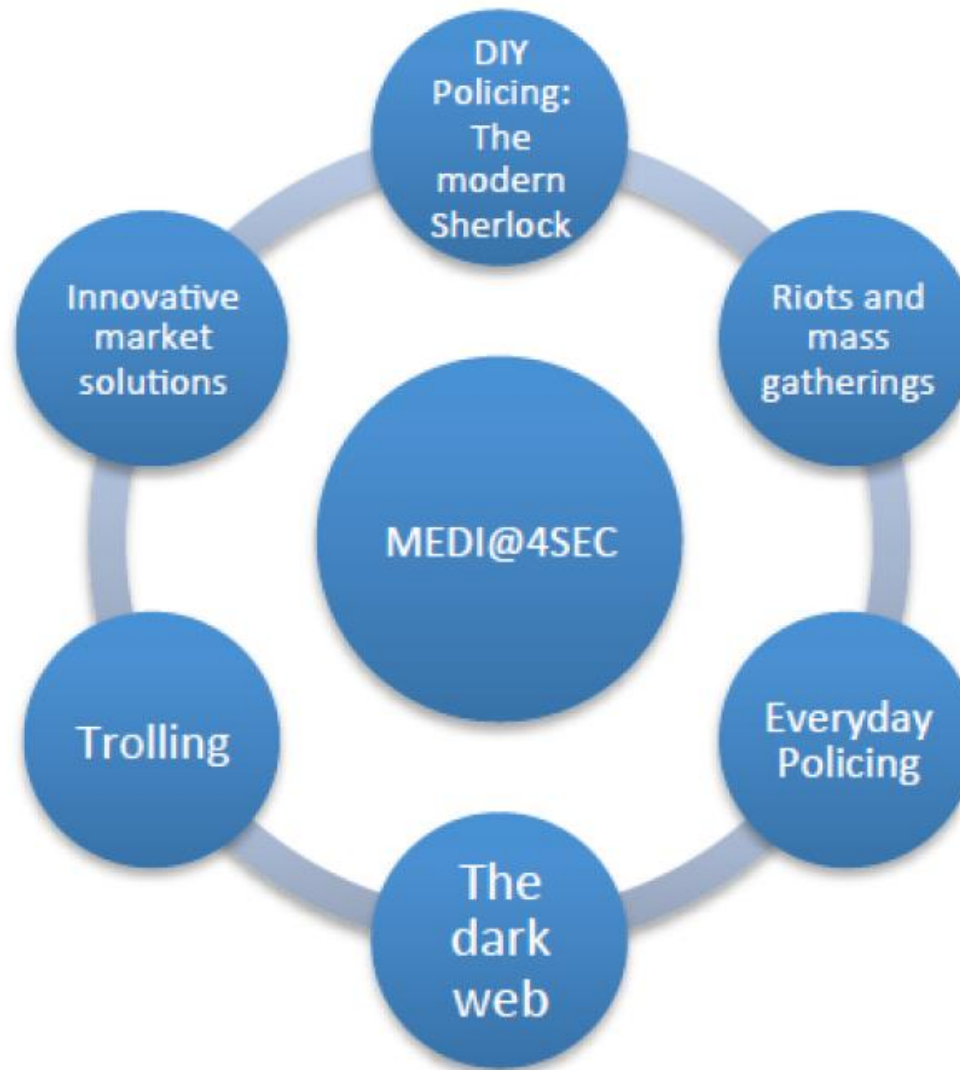 DIY
Policing:
The
modern
Sherlock
Riots and
mass
gatherings
Everyday
Policing
The
dark
web
Trolling
Innovative
market
solutions
MEDI@4SEC